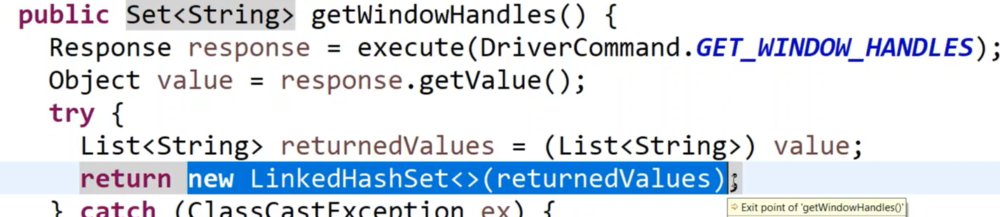 public Set<String> getWindowHandles() {
Response response = execute(DriverCommand.GET_WINDOW_HANDLES);
Object value = response.getValue();
try {
List<String> returnedValues = (List<String>) value;
return new LinkedHashSet<>(returnedValues);
} catch (ClassCastException ex) {
Exit point of 'getWindowHandles()'